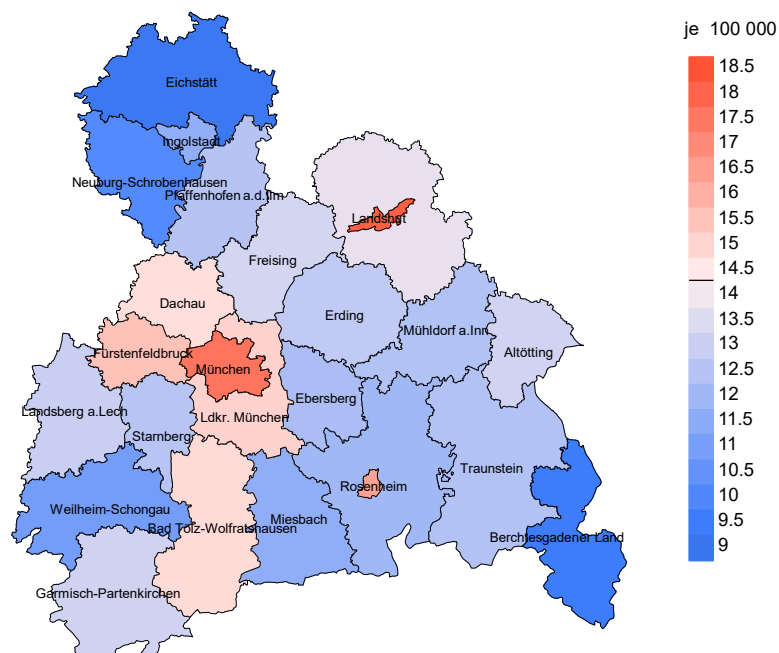 je 100 000
Eichstätt
Ingolstadt
Neuburg-Schrobenhausen
Pfaffenhofen a.d.Ilm
Landshut
Freising
Dachau
Erding
Mühldorf a.Inn
Altötting
Fürstenfeldbruck
München
Ebersberg
Landsberg a.Lech
Ldkr. München
Starnberg
Traunstein
Rosenheim
Weilheim-Schongau
Miesbach
Bad Tölz-Wolfratshausen
Berchtesgadener Land
Garmisch-Partenkirchen
18.5
18
17.5
17
16.5
16
15.5
15
14.5
14
13.5
13
12.5
12
11.5
11
10.5
10
9.5
9